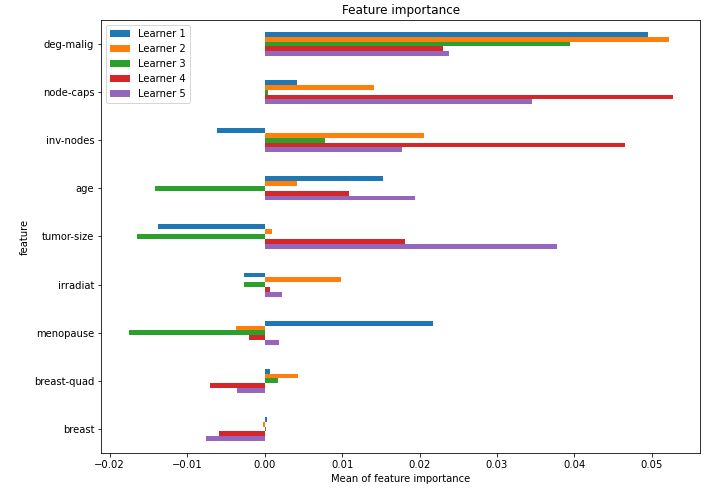 Feature importance
Learner 1
Learner 2
Learner 3
Learner 4
Learner 5
deg-malig
node-caps
inv-nodes
age
tumor-size
irradiat
menopause
breast-quad
breast
feature
−0.02 −0.01 0.00 0.01 0.02 0.03 0.04 0.05
Mean of feature importance